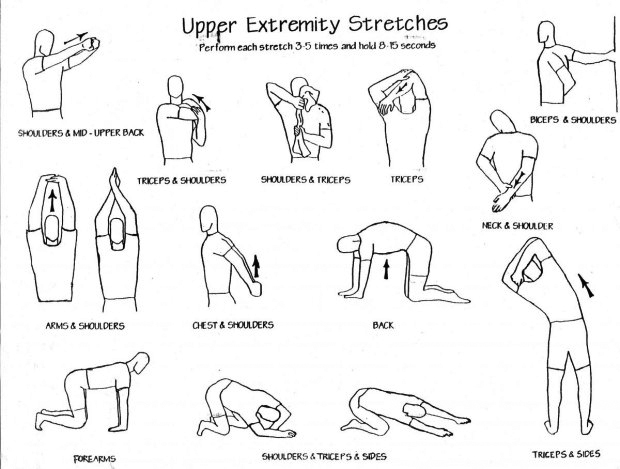 Upper Extremity Stretches
Perform each stretch 3-5 times and hold 8-15 seconds
SHOULDERS & MID - UPPER BACK
TRICEPS & SHOULDERS
SHOULDERS & TRICEPS
TRICEPS
BICEPS & SHOULDERS
NECK & SHOULDER
ARMS & SHOULDERS
CHEST & SHOULDERS
BACK
FOREARMS
SHOULDERS & TRICEPS & SIDES
TRICEPS & SIDES